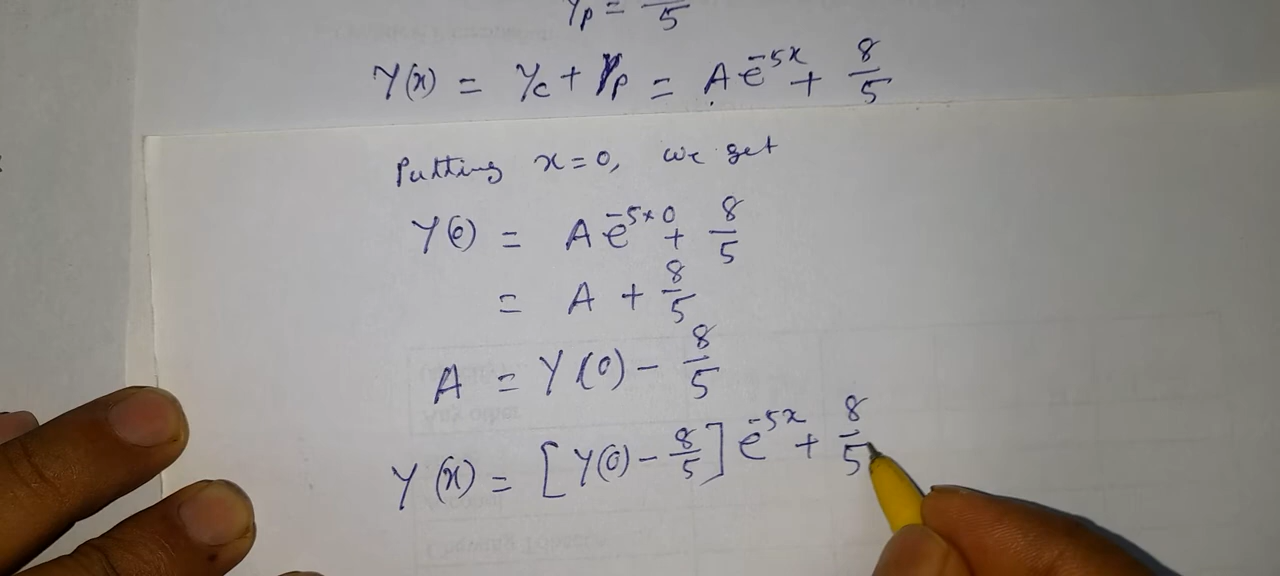 Yp = /5
Y(x) = Yc + Yp = Ae^-5x + 8/5
Putting x=0, we get
Y(0) = Ae^-5×0 + 8/5
= A + 8/5
A = Y(0) - 8/5
Y(x) = [Y(0) - 8/5] e^-5x + 8/5